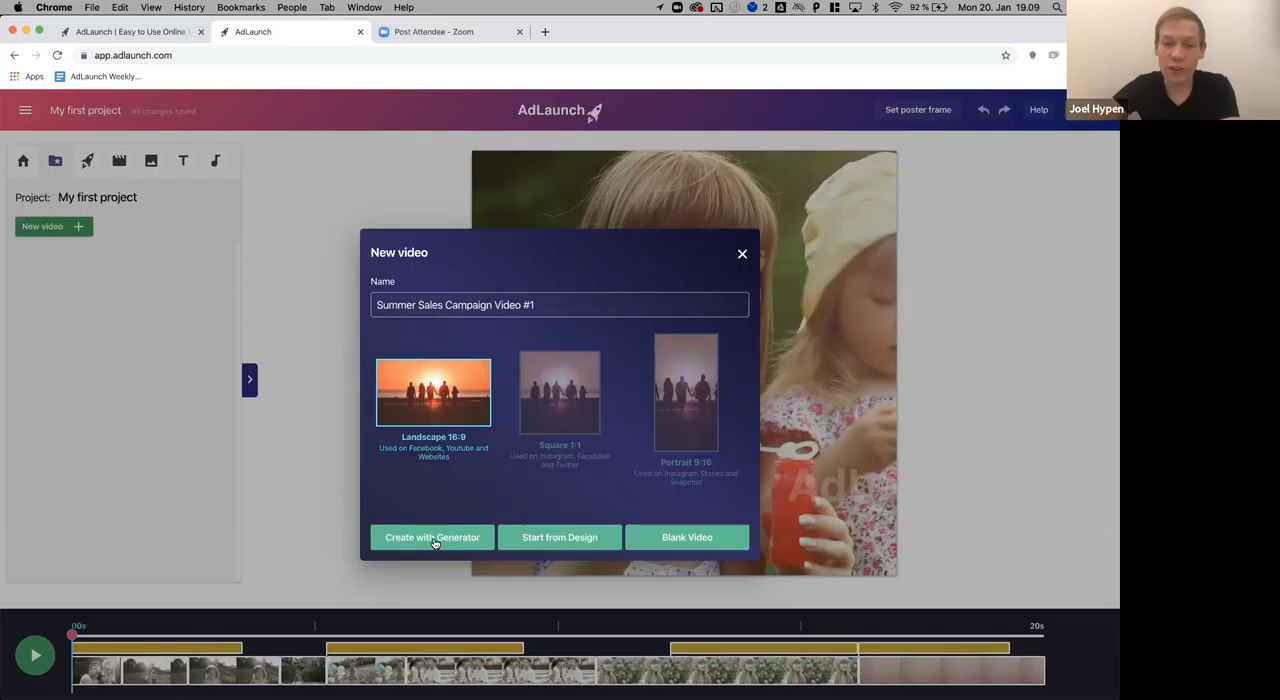 Chrome File Edit View History Bookmarks People Tab Window Help
2 92 % Mon 20. Jan 19.09
AdLaunch | Easy to Use Online
AdLaunch
Post Attendee - Zoom
app.adlaunch.com
Apps AdLaunch Weekly...
My first project All changes saved
AdLaunch
Set poster frame
Help
Joel Hypen
Project: My first project
New video +
New video
Name
Summer Sales Campaign Video #1
Landscape 16:9
Used on Facebook, Youtube and
Websites
Square 1:1
Used on Instagram, Facebook
and Twitter
Portrait 9:16
Used on Instagram Stories and
Snapchat
Create with Generator
Start from Design
Blank Video
00s
20s